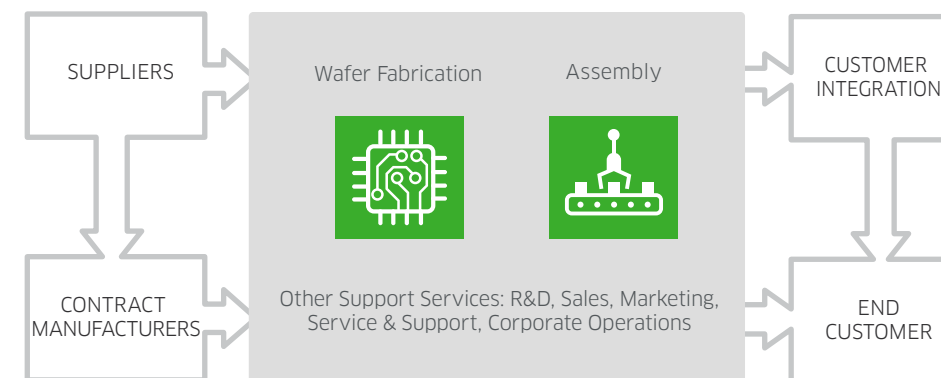 SUPPLIERS
Wafer Fabrication
Assembly
CUSTOMER
INTEGRATION
CONTRACT
MANUFACTURERS
Other Support Services: R&D, Sales, Marketing,
Service & Support, Corporate Operations
END
CUSTOMER